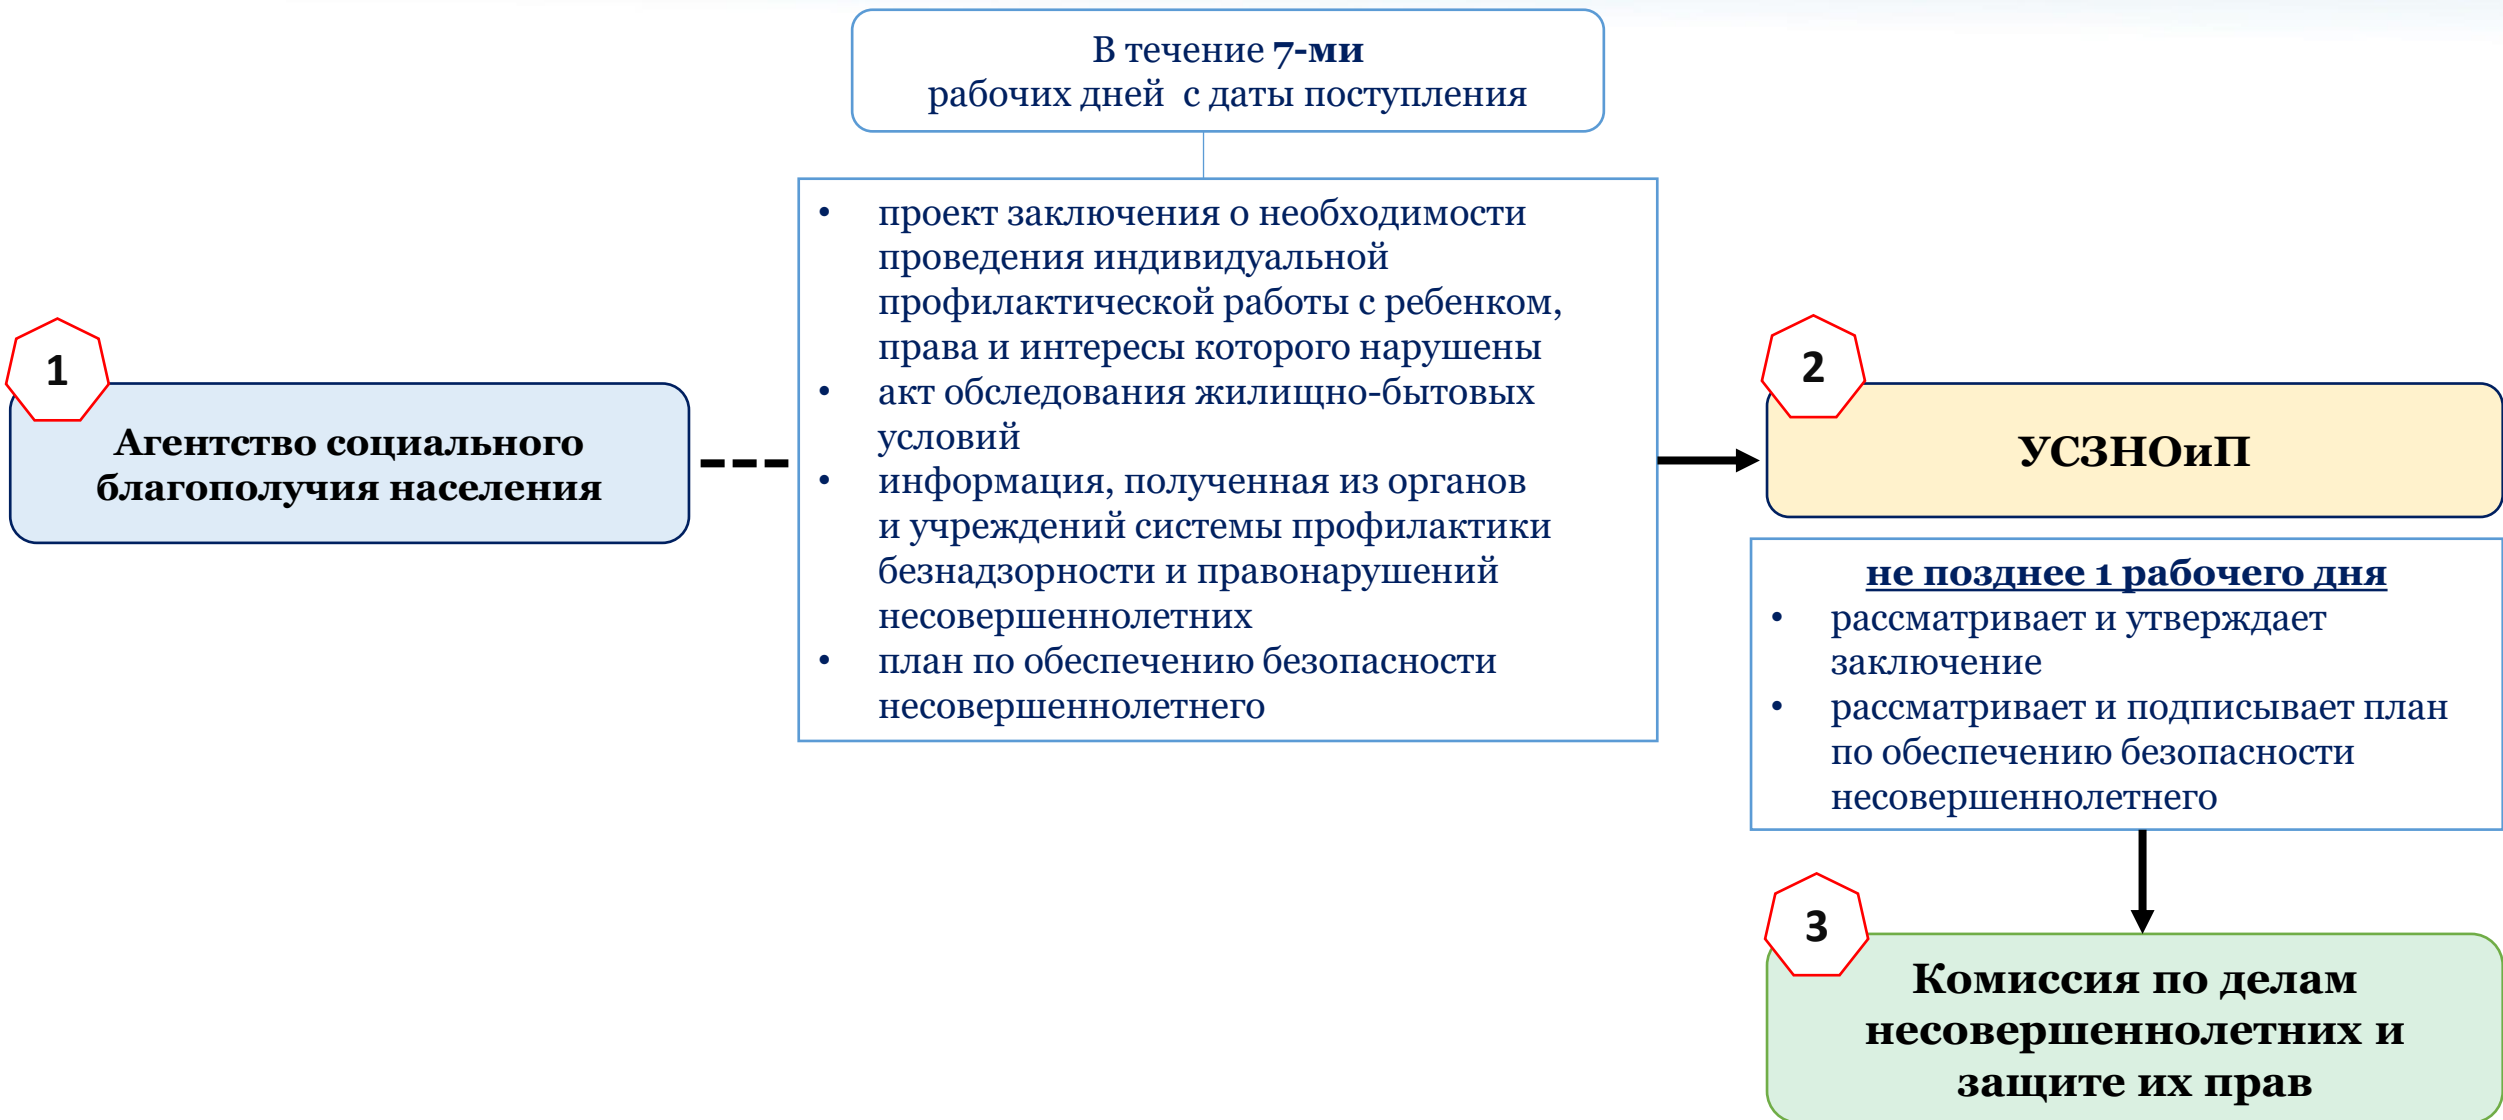 В течение 7-ми
рабочих дней с даты поступления
• проект заключения о необходимости
проведения индивидуальной
профилактической работы с ребенком,
права и интересы которого нарушены
• акт обследования жилищно-бытовых
условий
• информация, полученная из органов
и учреждений системы профилактики
безнадзорности и правонарушений
несовершеннолетних
• план по обеспечению безопасности
несовершеннолетнего
1
Агентство социального
благополучия населения
2
УСЗНОиП
не позднее 1 рабочего дня
• рассматривает и утверждает
заключение
• рассматривает и подписывает план
по обеспечению безопасности
несовершеннолетнего
3
Комиссия по делам
несовершеннолетних и
защите их прав